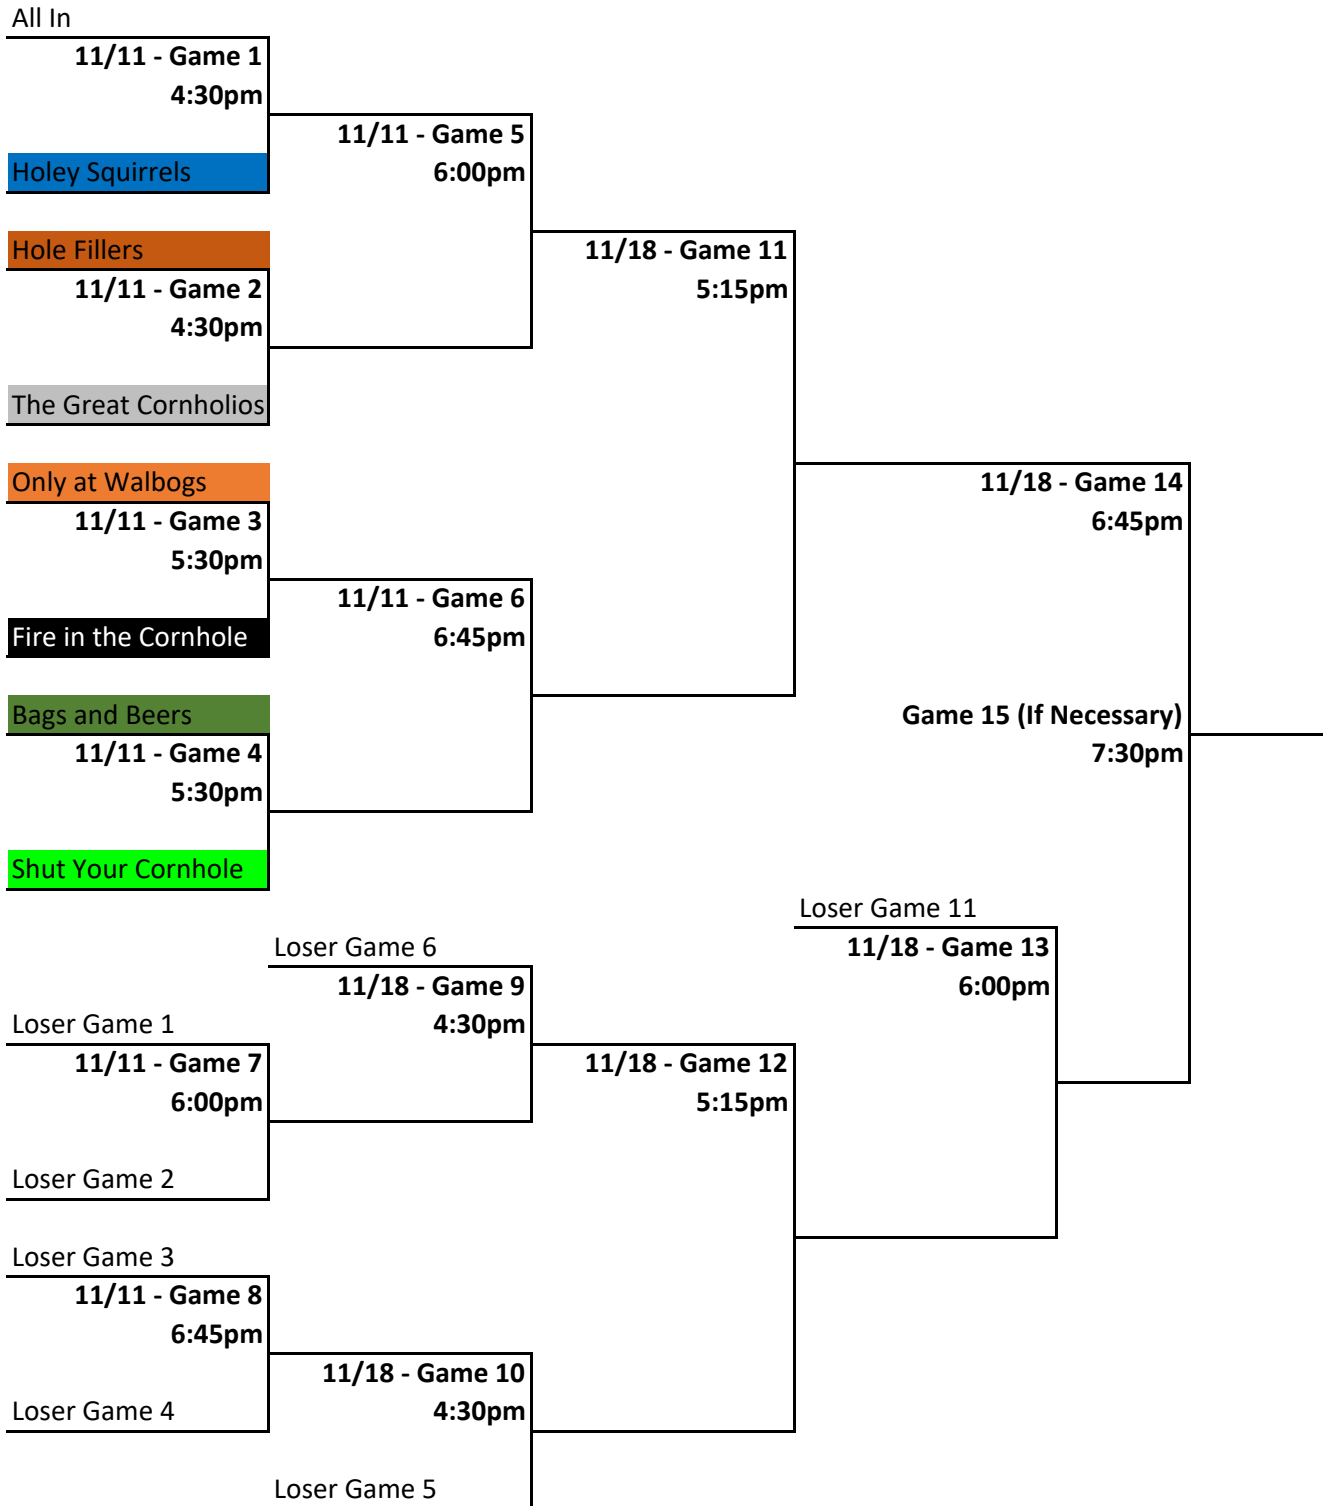 All In
11/11 - Game 1
4:30pm
11/11 - Game 5
Holey Squirrels
6:00pm
Hole Fillers
11/18 - Game 11
11/11 - Game 2
5:15pm
4:30pm
The Great Cornholios
Only at Walbogs
11/18 - Game 14
11/11 - Game 3
6:45pm
5:30pm
11/11 - Game 6
Fire in the Cornhole
6:45pm
Bags and Beers
Game 15 (If Necessary)
11/11 - Game 4
7:30pm
5:30pm
Shut Your Cornhole
Loser Game 11
Loser Game 6
11/18 - Game 13
11/18 - Game 9
6:00pm
Loser Game 1
4:30pm
11/11 - Game 7
11/18 - Game 12
6:00pm
5:15pm
Loser Game 2
Loser Game 3
11/11 - Game 8
6:45pm
11/18 - Game 10
Loser Game 4
4:30pm
Loser Game 5